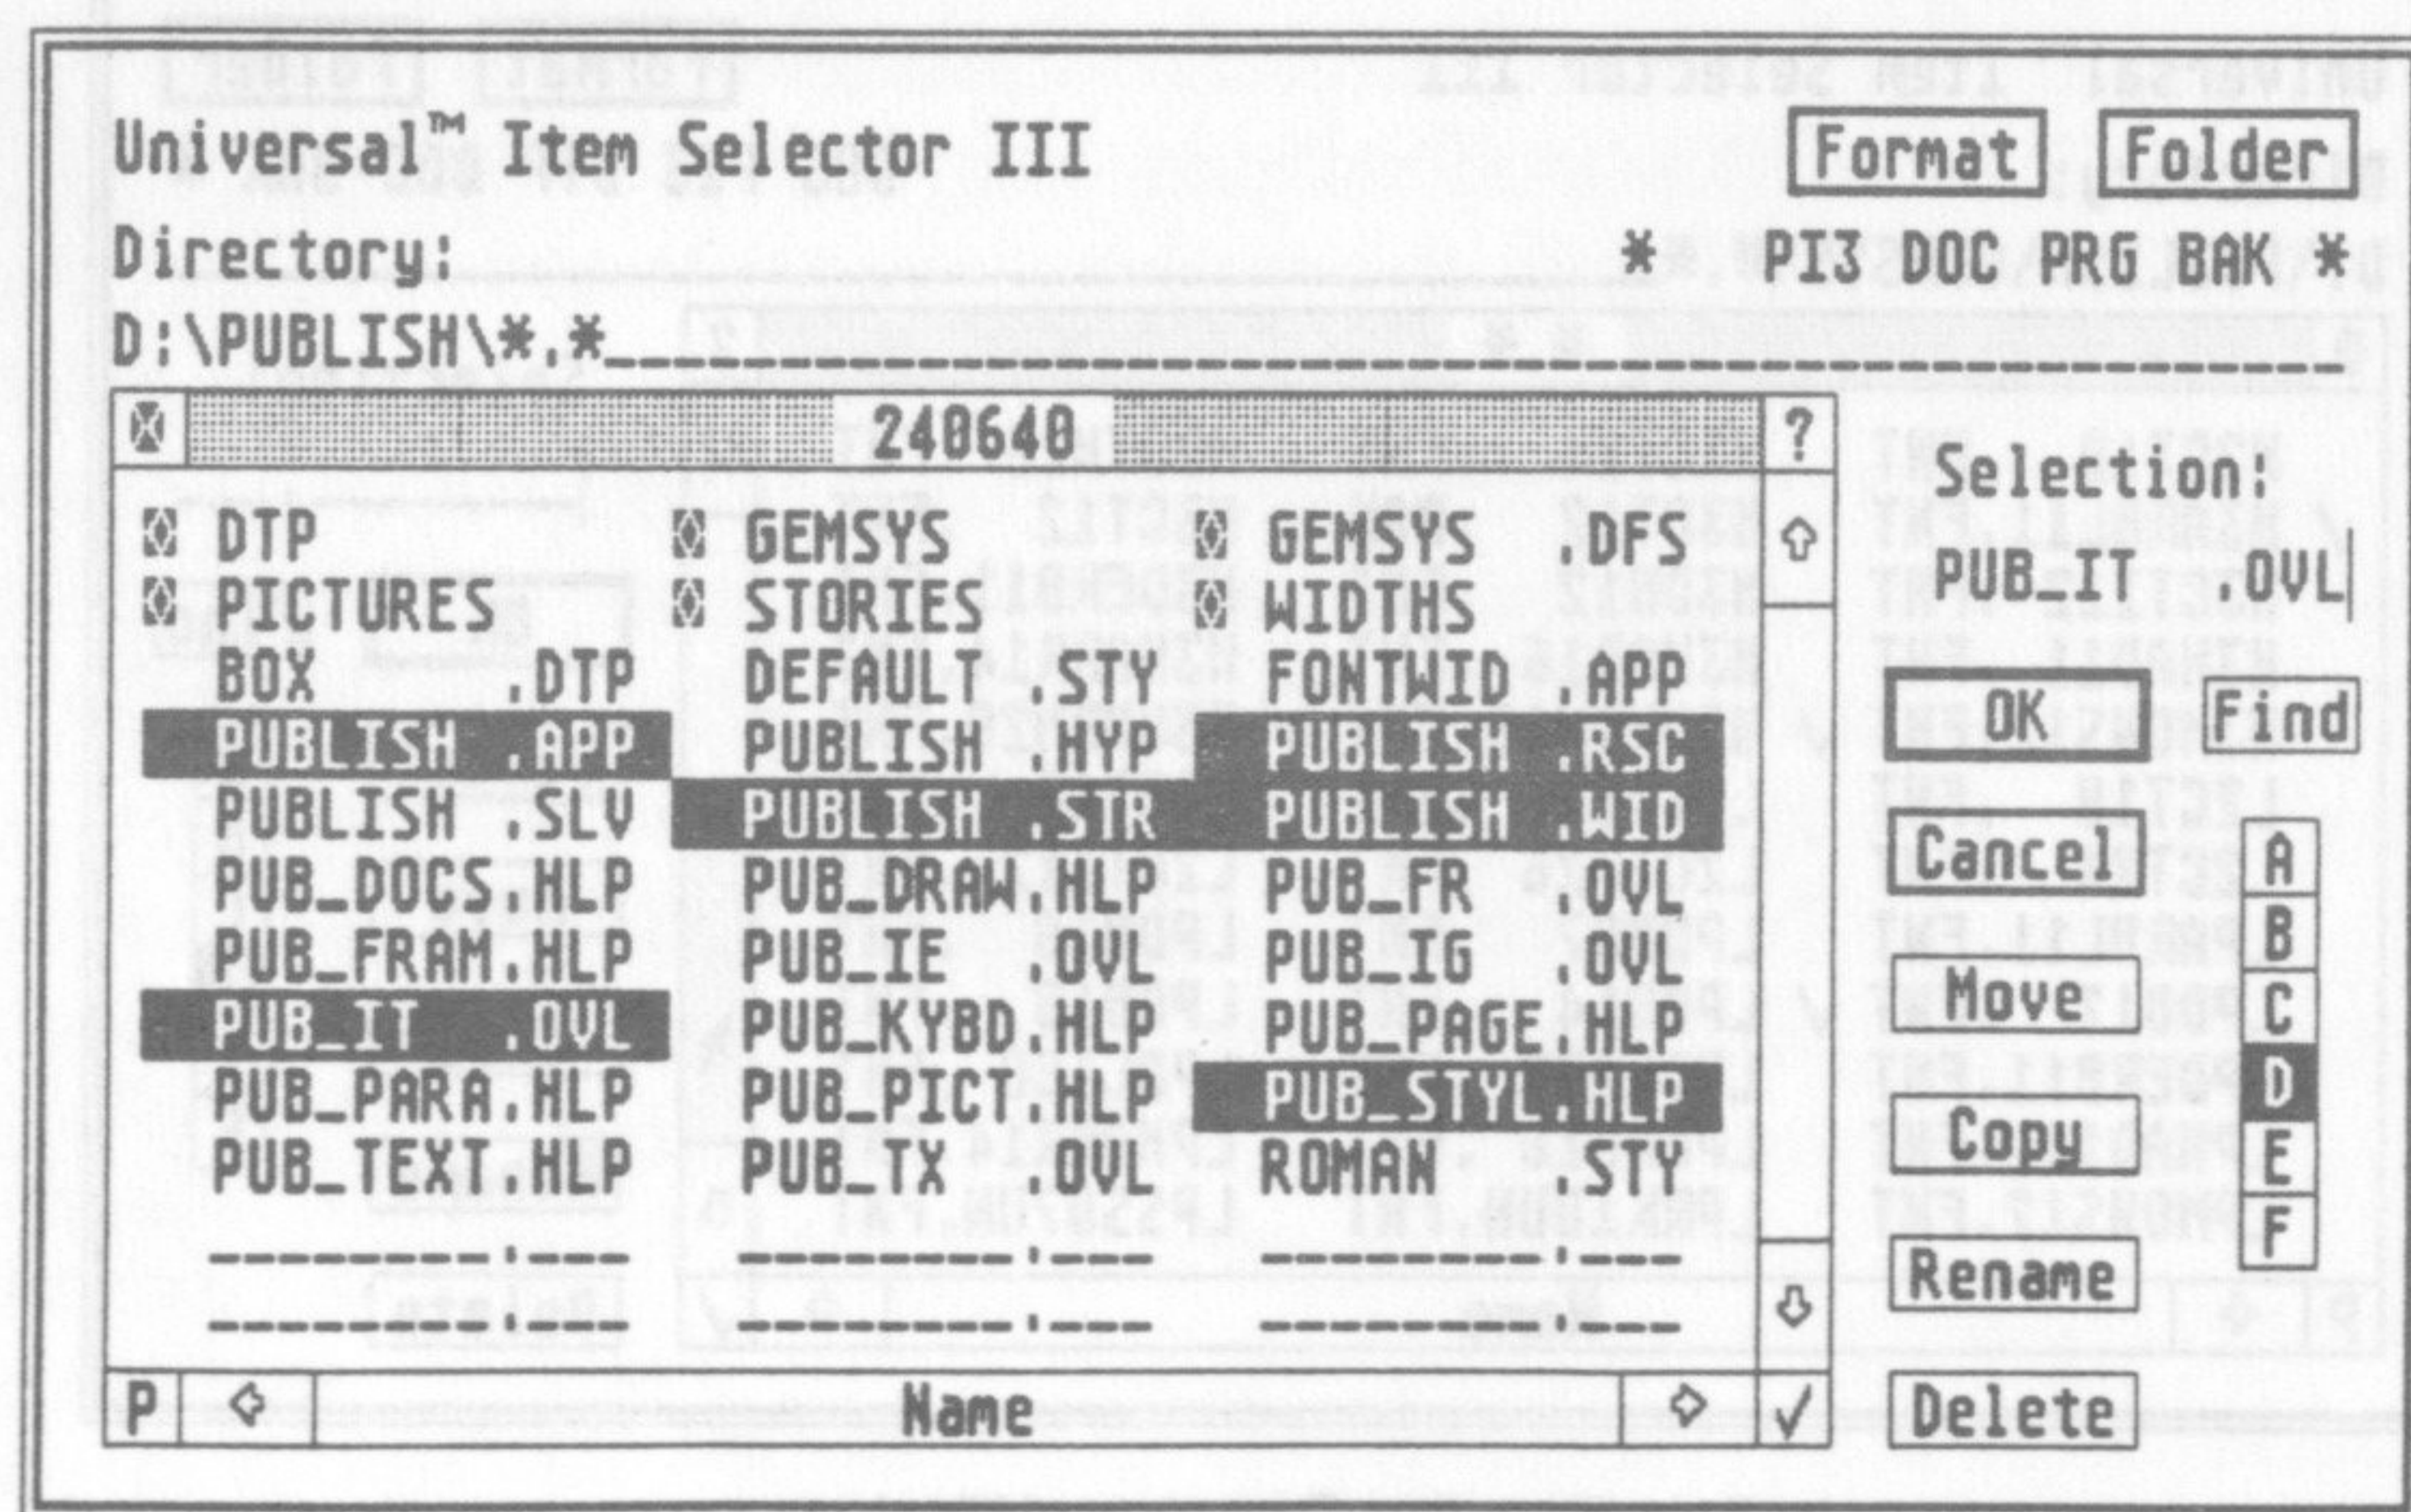 Universal™ Item Selector III Format Folder
Directory: * PI3 DOC PRG BAK *
D:\PUBLISH\*.*
240640 ?
Selection:
DTP GEMSYS GEMSYS .DFS
PUB_IT .OVL
PICTURES STORIES WIDTHS
BOX .DTP DEFAULT .STY FONTWID .APP
OK Find
PUBLISH .APP PUBLISH .HYP PUBLISH .RSC
PUBLISH .SLV PUBLISH .STR PUBLISH .WID
Cancel A
PUB_DOCS.HLP PUB_DRAW.HLP PUB_FR .OVL
B
PUB_FRAM.HLP PUB_IE .OVL PUB_IG .OVL
Move C
PUB_IT .OVL PUB_KYBD.HLP PUB_PAGE.HLP
D
PUB_PARA.HLP PUB_PICT.HLP PUB_STYL.HLP
Copy E
PUB_TEXT.HLP PUB_TX .OVL ROMAN .STY
F
Rename
P Name ✓ Delete